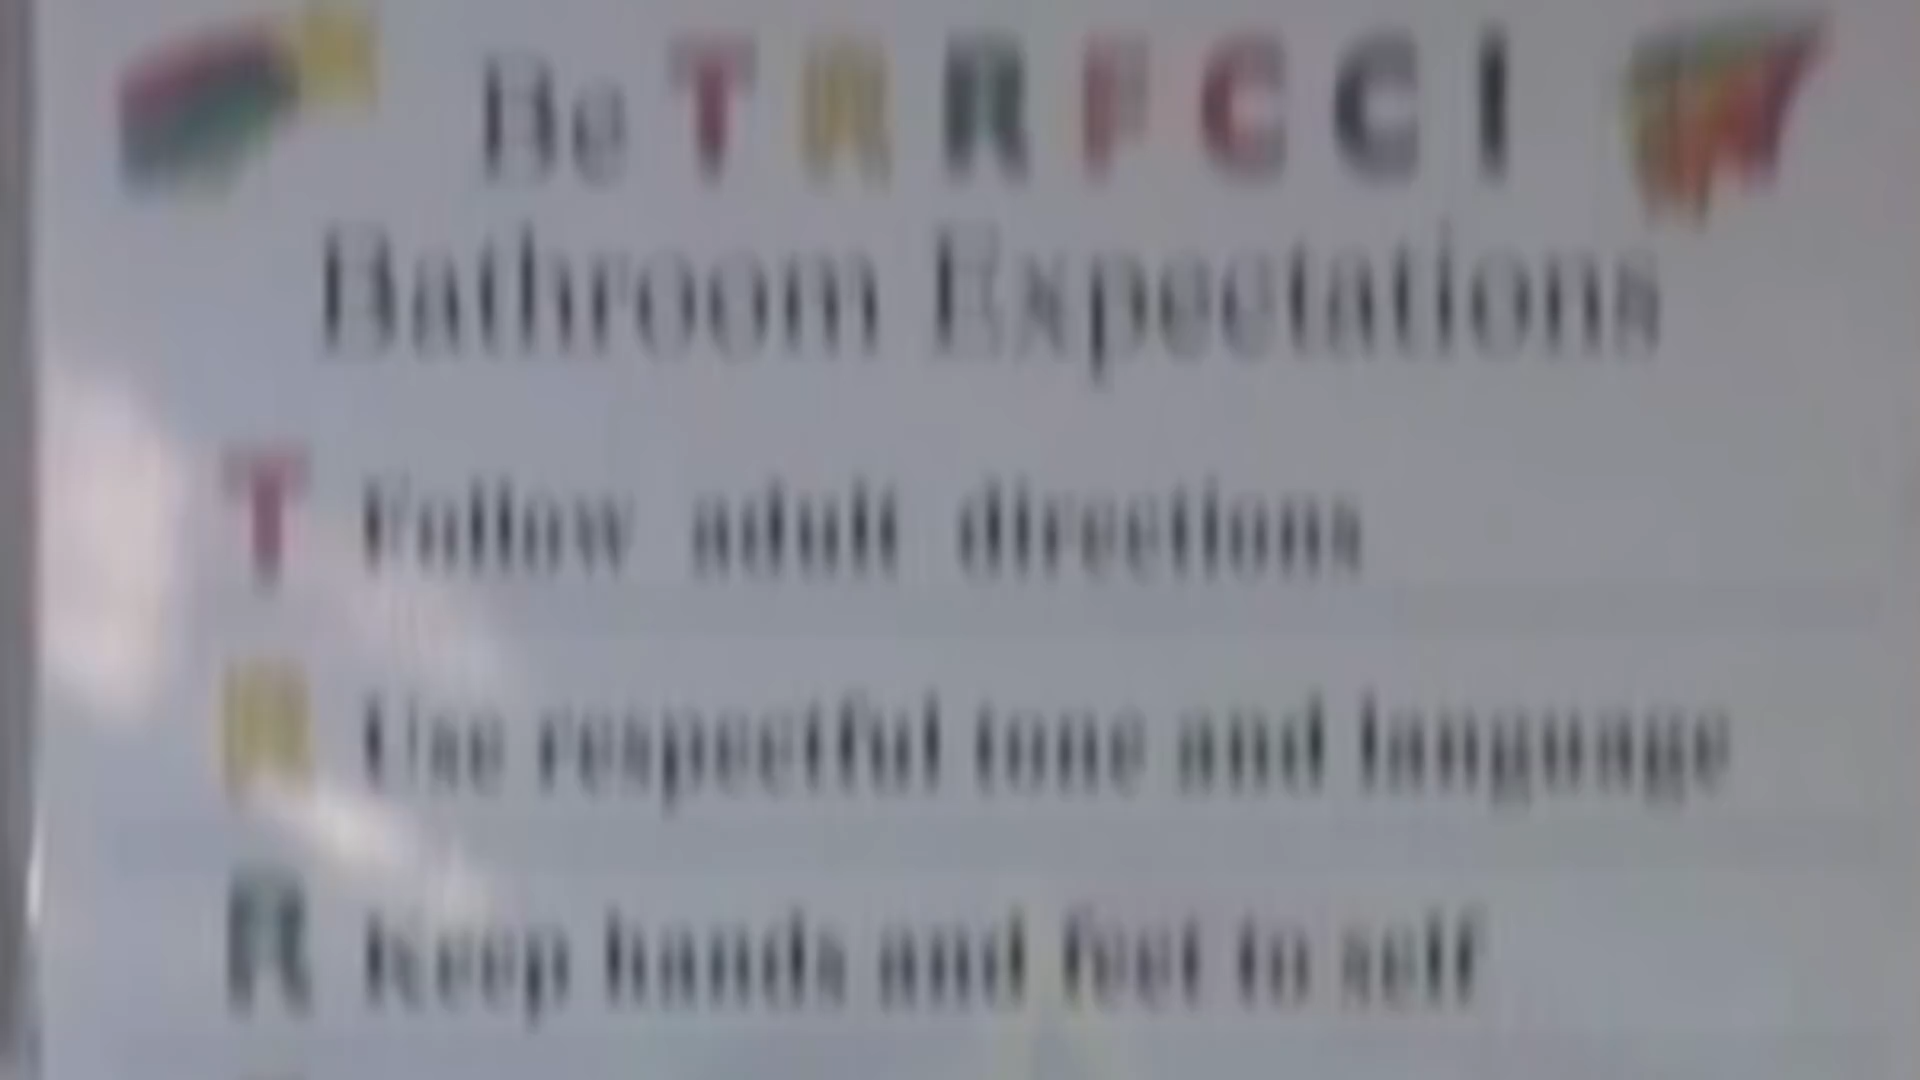 Be T R R F C C I
Bathroom Expectations
T Follow adult directions
R Use respectful tone and language
R Keep hands and feet to self